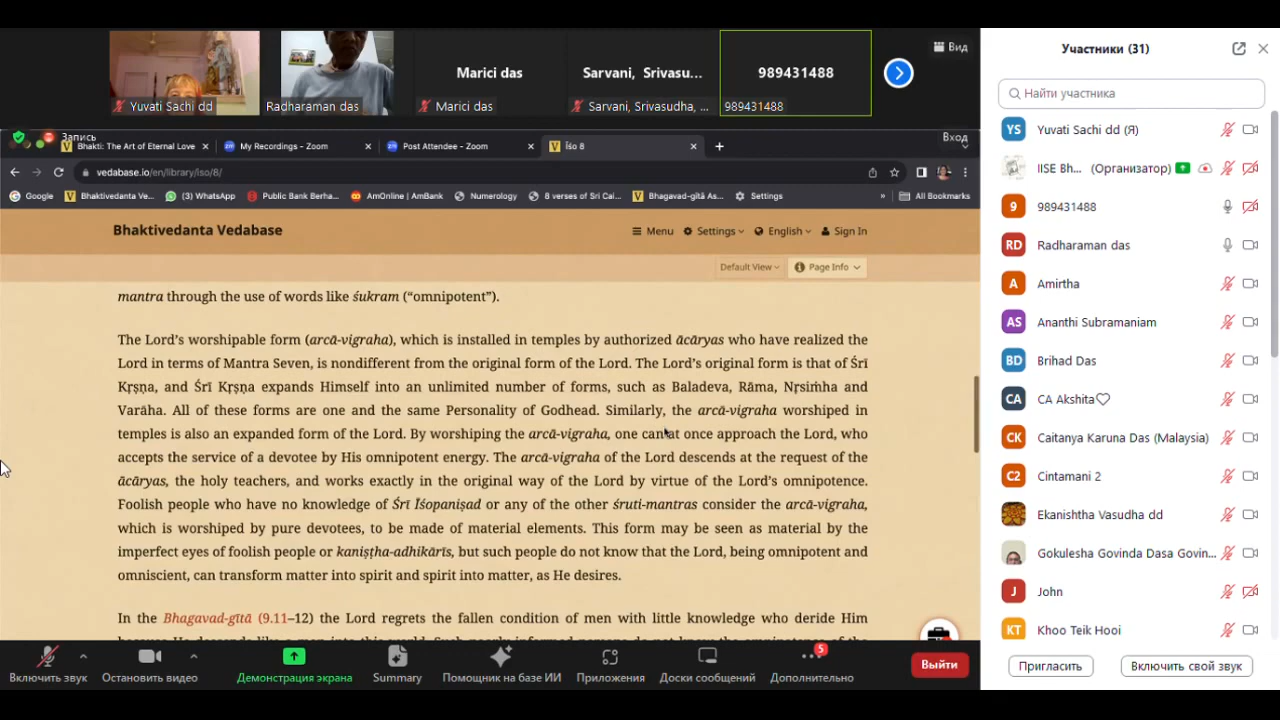 Marici das
Sarvani, Srivasu...
989431488
Вид
Yuvati Sachi dd
Radharaman das
Marici das
Sarvani, Srivasudha, ...
989431488
Запись
Вход
Bhakti: The Art of Eternal Love
My Recordings - Zoom
Post Attendee - Zoom
Īśo 8
vedabase.io/en/library/iso/8/
Google
Bhaktivedanta Ve...
(3) WhatsApp
Public Bank Berha...
AmOnline | AmBank
Numerology
8 verses of Sri Cai...
Bhagavad-gītā As...
Settings
»
All Bookmarks
Bhaktivedanta Vedabase
Menu
Settings
English
Sign In
Default View
Page Info
mantra through the use of words like śukram (“omnipotent”).
The Lord’s worshipable form (arcā-vigraha), which is installed in temples by authorized ācāryas who have realized the
Lord in terms of Mantra Seven, is nondifferent from the original form of the Lord. The Lord’s original form is that of Śrī
Kṛṣṇa, and Śrī Kṛṣṇa expands Himself into an unlimited number of forms, such as Baladeva, Rāma, Nṛsiṁha and
Varāha. All of these forms are one and the same Personality of Godhead. Similarly, the arcā-vigraha worshiped in
temples is also an expanded form of the Lord. By worshiping the arcā-vigraha, one can at once approach the Lord, who
accepts the service of a devotee by His omnipotent energy. The arcā-vigraha of the Lord descends at the request of the
ācāryas, the holy teachers, and works exactly in the original way of the Lord by virtue of the Lord’s omnipotence.
Foolish people who have no knowledge of Śrī Īśopaniṣad or any of the other śruti-mantras consider the arcā-vigraha,
which is worshiped by pure devotees, to be made of material elements. This form may be seen as material by the
imperfect eyes of foolish people or kaniṣṭha-adhikārīs, but such people do not know that the Lord, being omnipotent and
omniscient, can transform matter into spirit and spirit into matter, as He desires.
In the Bhagavad-gītā (9.11–12) the Lord regrets the fallen condition of men with little knowledge who deride Him
Участники (31)
Найти участника
YS Yuvati Sachi dd (Я)
IISE Bh... (Организатор)
9 989431488
RD Radharaman das
A Amirtha
AS Ananthi Subramaniam
BD Brihad Das
CA CA Akshita♡
CK Caitanya Karuna Das (Malaysia)
C2 Cintamani 2
Ekanishtha Vasudha dd
Gokulesha Govinda Dasa Govin...
J John
KT Khoo Teik Hooi
Пригласить
Включить свой звук
Включить звук
Остановить видео
Демонстрация экрана
Summary
Помощник на базе ИИ
Приложения
Доски сообщений
5
Дополнительно
Выйти